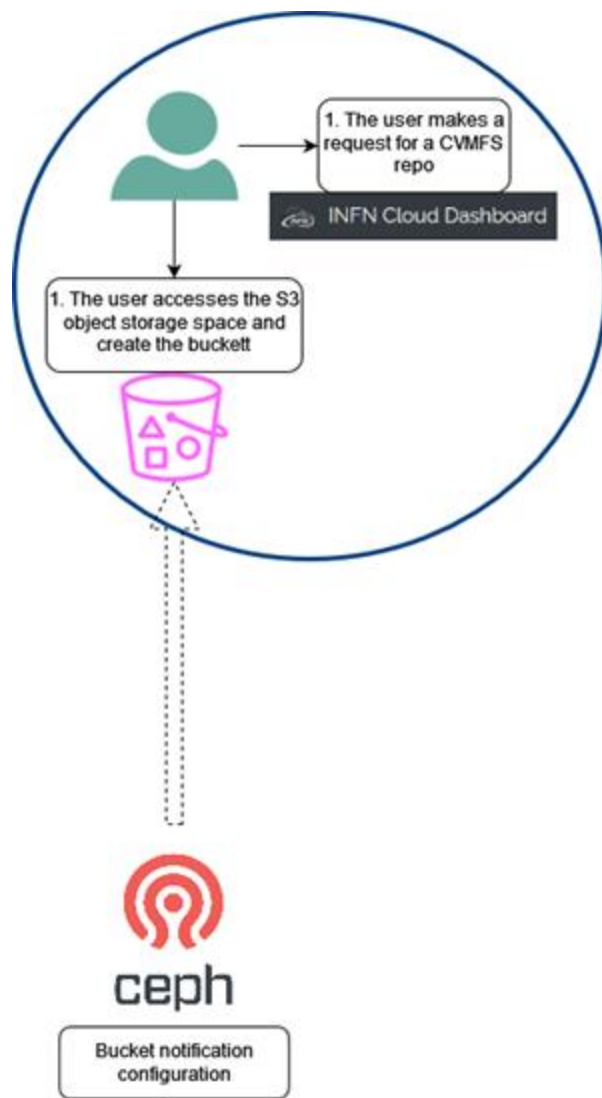 1. The user makes a
request for a CVMFS
repo
INFN Cloud Dashboard
1. The user accesses the S3
object storage space and
create the buckett
ceph
Bucket notification
configuration